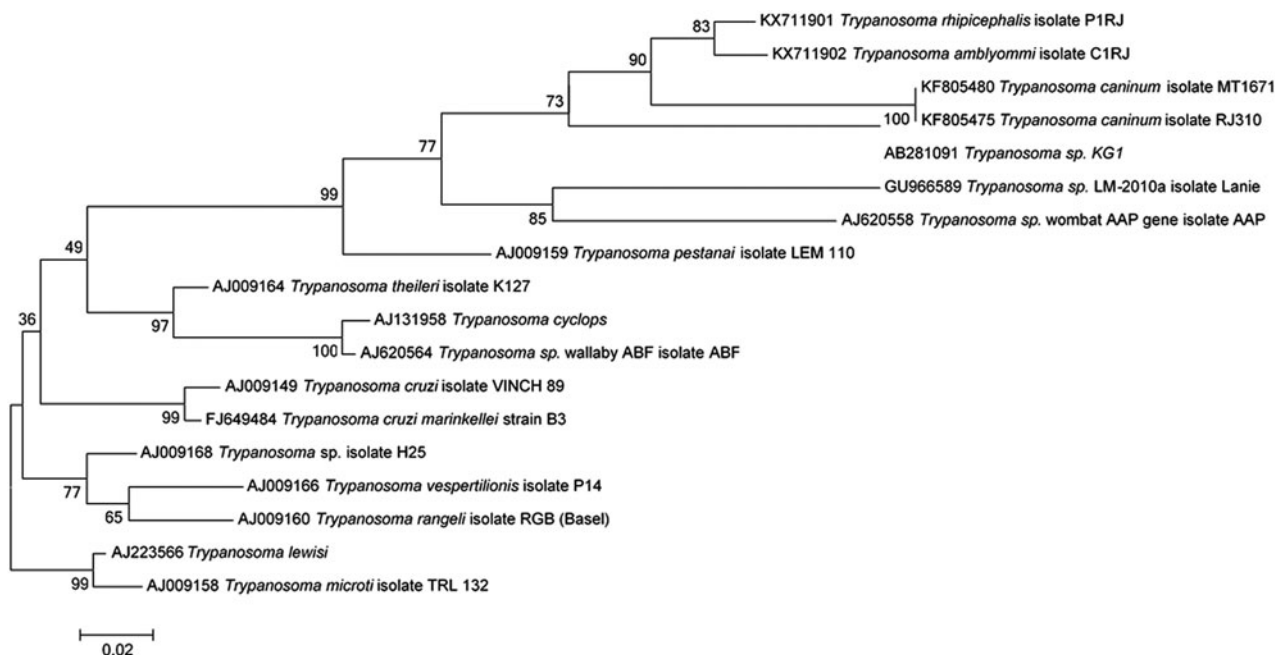 83
KX711901 Trypanosoma rhipicephalis isolate P1RJ
KX711902 Trypanosoma amblyommi isolate C1RJ
90
KF805480 Trypanosoma caninum isolate MT1671
73
100
KF805475 Trypanosoma caninum isolate RJ310
77
AB281091 Trypanosoma sp. KG1
99
GU966589 Trypanosoma sp. LM-2010a isolate Lanie
85
AJ620558 Trypanosoma sp. wombat AAP gene isolate AAP
49
AJ009159 Trypanosoma pestanai isolate LEM 110
AJ009164 Trypanosoma theileri isolate K127
36
97
AJ131958 Trypanosoma cyclops
100
AJ620564 Trypanosoma sp. wallaby ABF isolate ABF
AJ009149 Trypanosoma cruzi isolate VINCH 89
99
FJ649484 Trypanosoma cruzi marinkellei strain B3
AJ009168 Trypanosoma sp. isolate H25
77
AJ009166 Trypanosoma vespertilionis isolate P14
65
AJ009160 Trypanosoma rangeli isolate RGB (Basel)
AJ223566 Trypanosoma lewisi
99
AJ009158 Trypanosoma microti isolate TRL 132
0.02